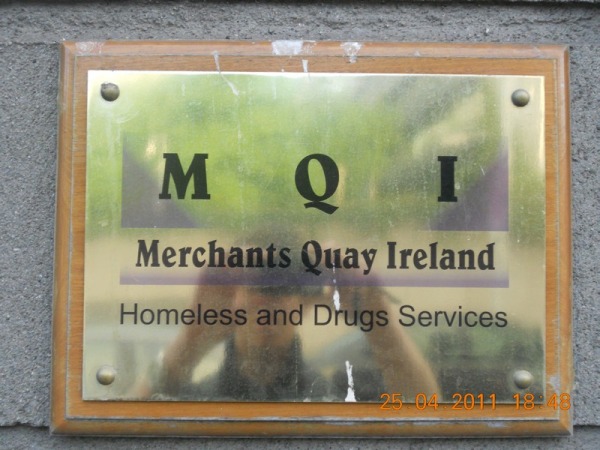 M Q I
Merchants Quay Ireland
Homeless and Drugs Services
25.04.2011 18:48